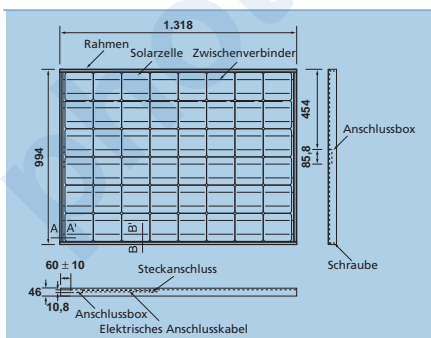 1.318
Rahmen
Solarzelle
Zwischenverbinder
454
Anschlussbox
994
85,8
A A'
B'
B
60 ± 10
Steckanschluss
Schraube
46
10,8
Anschlussbox
Elektrisches Anschlusskabel